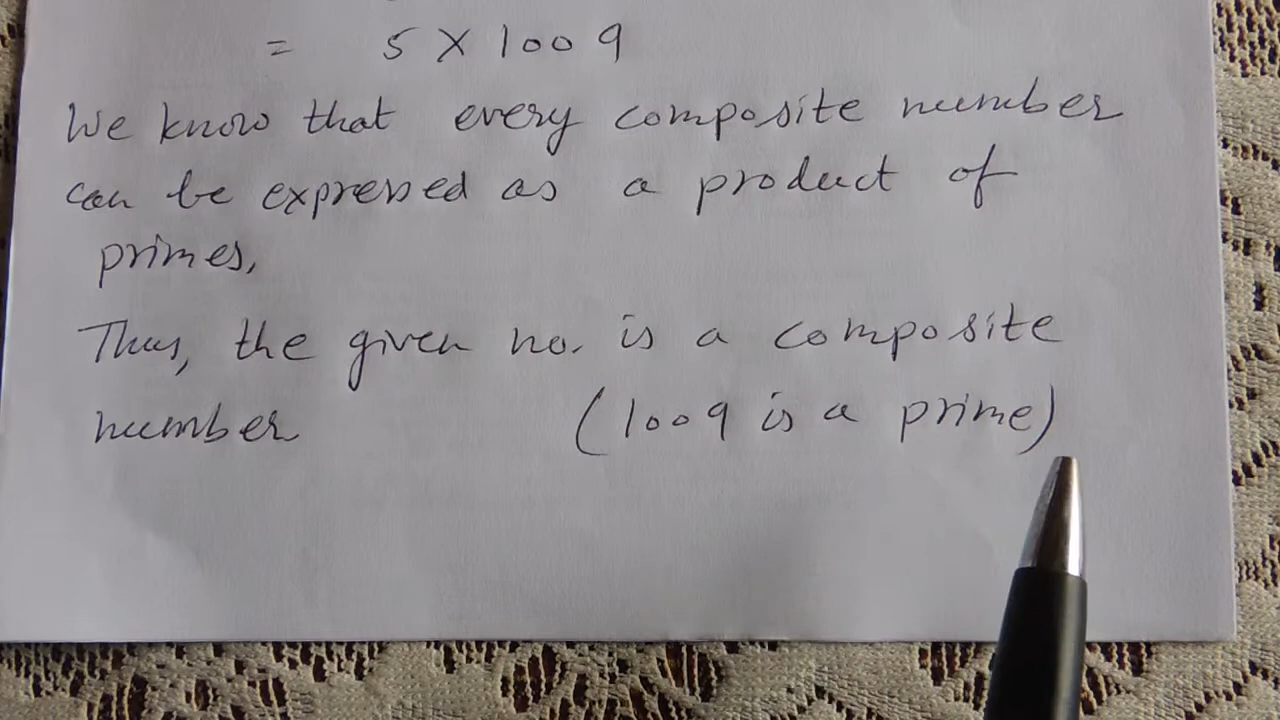 = 5 X 1009
We know that every composite number
can be expressed as a product of
primes,
Thus, the given no. is a composite
number (1009 is a prime)